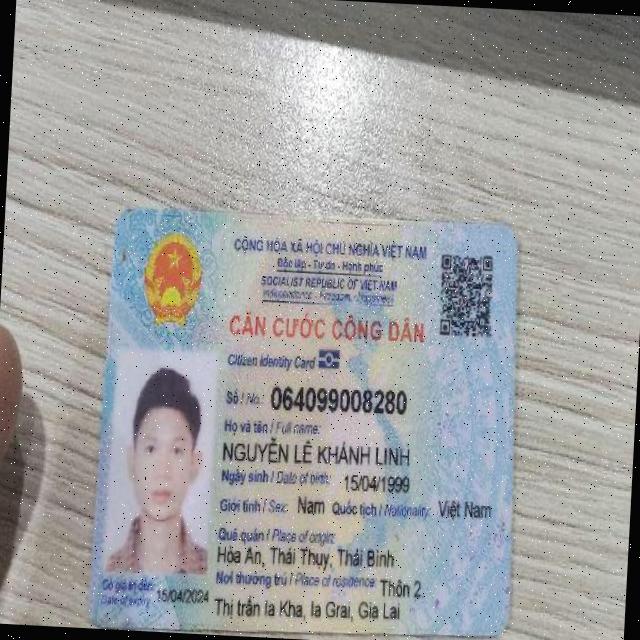 CỘNG HÒA XÃ HỘI CHỦ NGHĨA VIỆT NAM
Độc lập - Tự do - Hạnh phúc
SOCIALIST REPUBLIC OF VIET NAM
Independence - Freedom - Happiness
CĂN CƯỚC CÔNG DÂN
Citizen Identity Card
Số / No.: 064099008280
Họ và tên / Full name:
NGUYỄN LÊ KHÁNH LINH
Ngày sinh / Date of birth: 15/04/1999
Giới tính / Sex: Nam Quốc tịch / Nationality: Việt Nam
Quê quán / Place of origin:
Hòa An, Thái Thụy, Thái Bình
Nơi thường trú / Place of residence: Thôn 2
Thị trấn Ia Kha, Ia Grai, Gia Lai
Có giá trị đến: 15/04/2024
Date of expiry